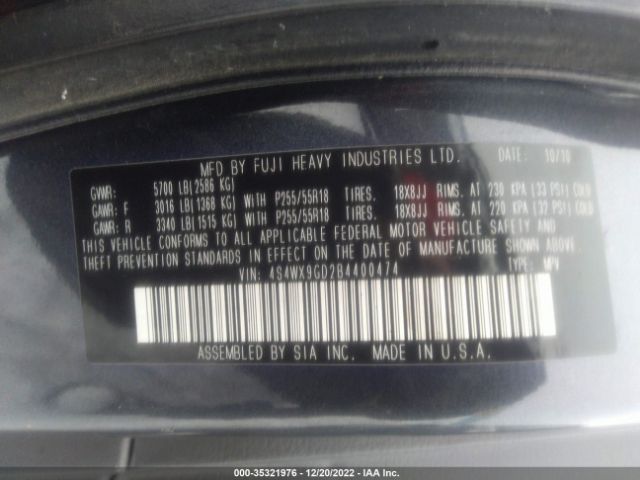 MFD BY FUJI HEAVY INDUSTRIES LTD. DATE: 10/10
GVWR: 5700 LB(2586 KG)
GAWR: F 3016 LB(1368 KG) WITH P255/55R18 TIRES. 18X8JJ RIMS. AT 230 KPA (33 PSI) COLD
GAWR: R 3340 LB(1515 KG) WITH P255/55R18 TIRES. 18X8JJ RIMS. AT 220 KPA (32 PSI) COLD
THIS VEHICLE CONFORMS TO ALL APPLICABLE FEDERAL MOTOR VEHICLE SAFETY AND
THEFT PREVENTION STANDARDS IN EFFECT ON THE DATE OF MANUFACTURE SHOWN ABOVE.
VIN: 4S4WX9GD2B4400474 TYPE: MPV
ASSEMBLED BY SIA INC. MADE IN U.S.A.
000-35321976 - 12/20/2022 - IAA Inc.